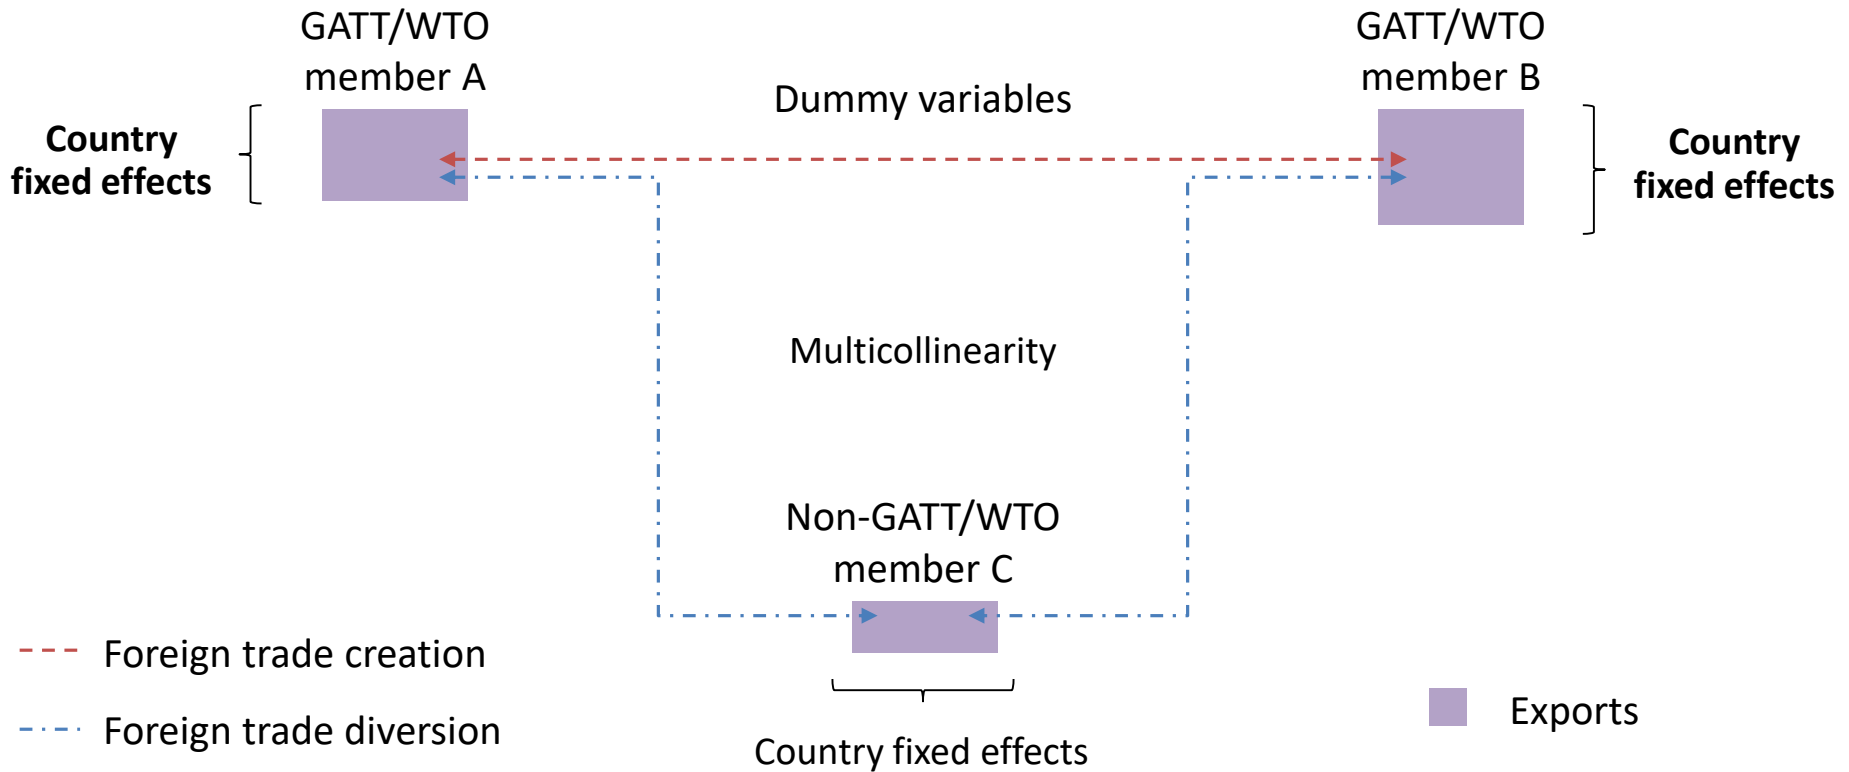 GATT/WTO
member A
GATT/WTO
member B
Dummy variables
Country
fixed effects
Country
fixed effects
Multicollinearity
Non-GATT/WTO
member C
Foreign trade creation
Foreign trade diversion
Exports
Country fixed effects